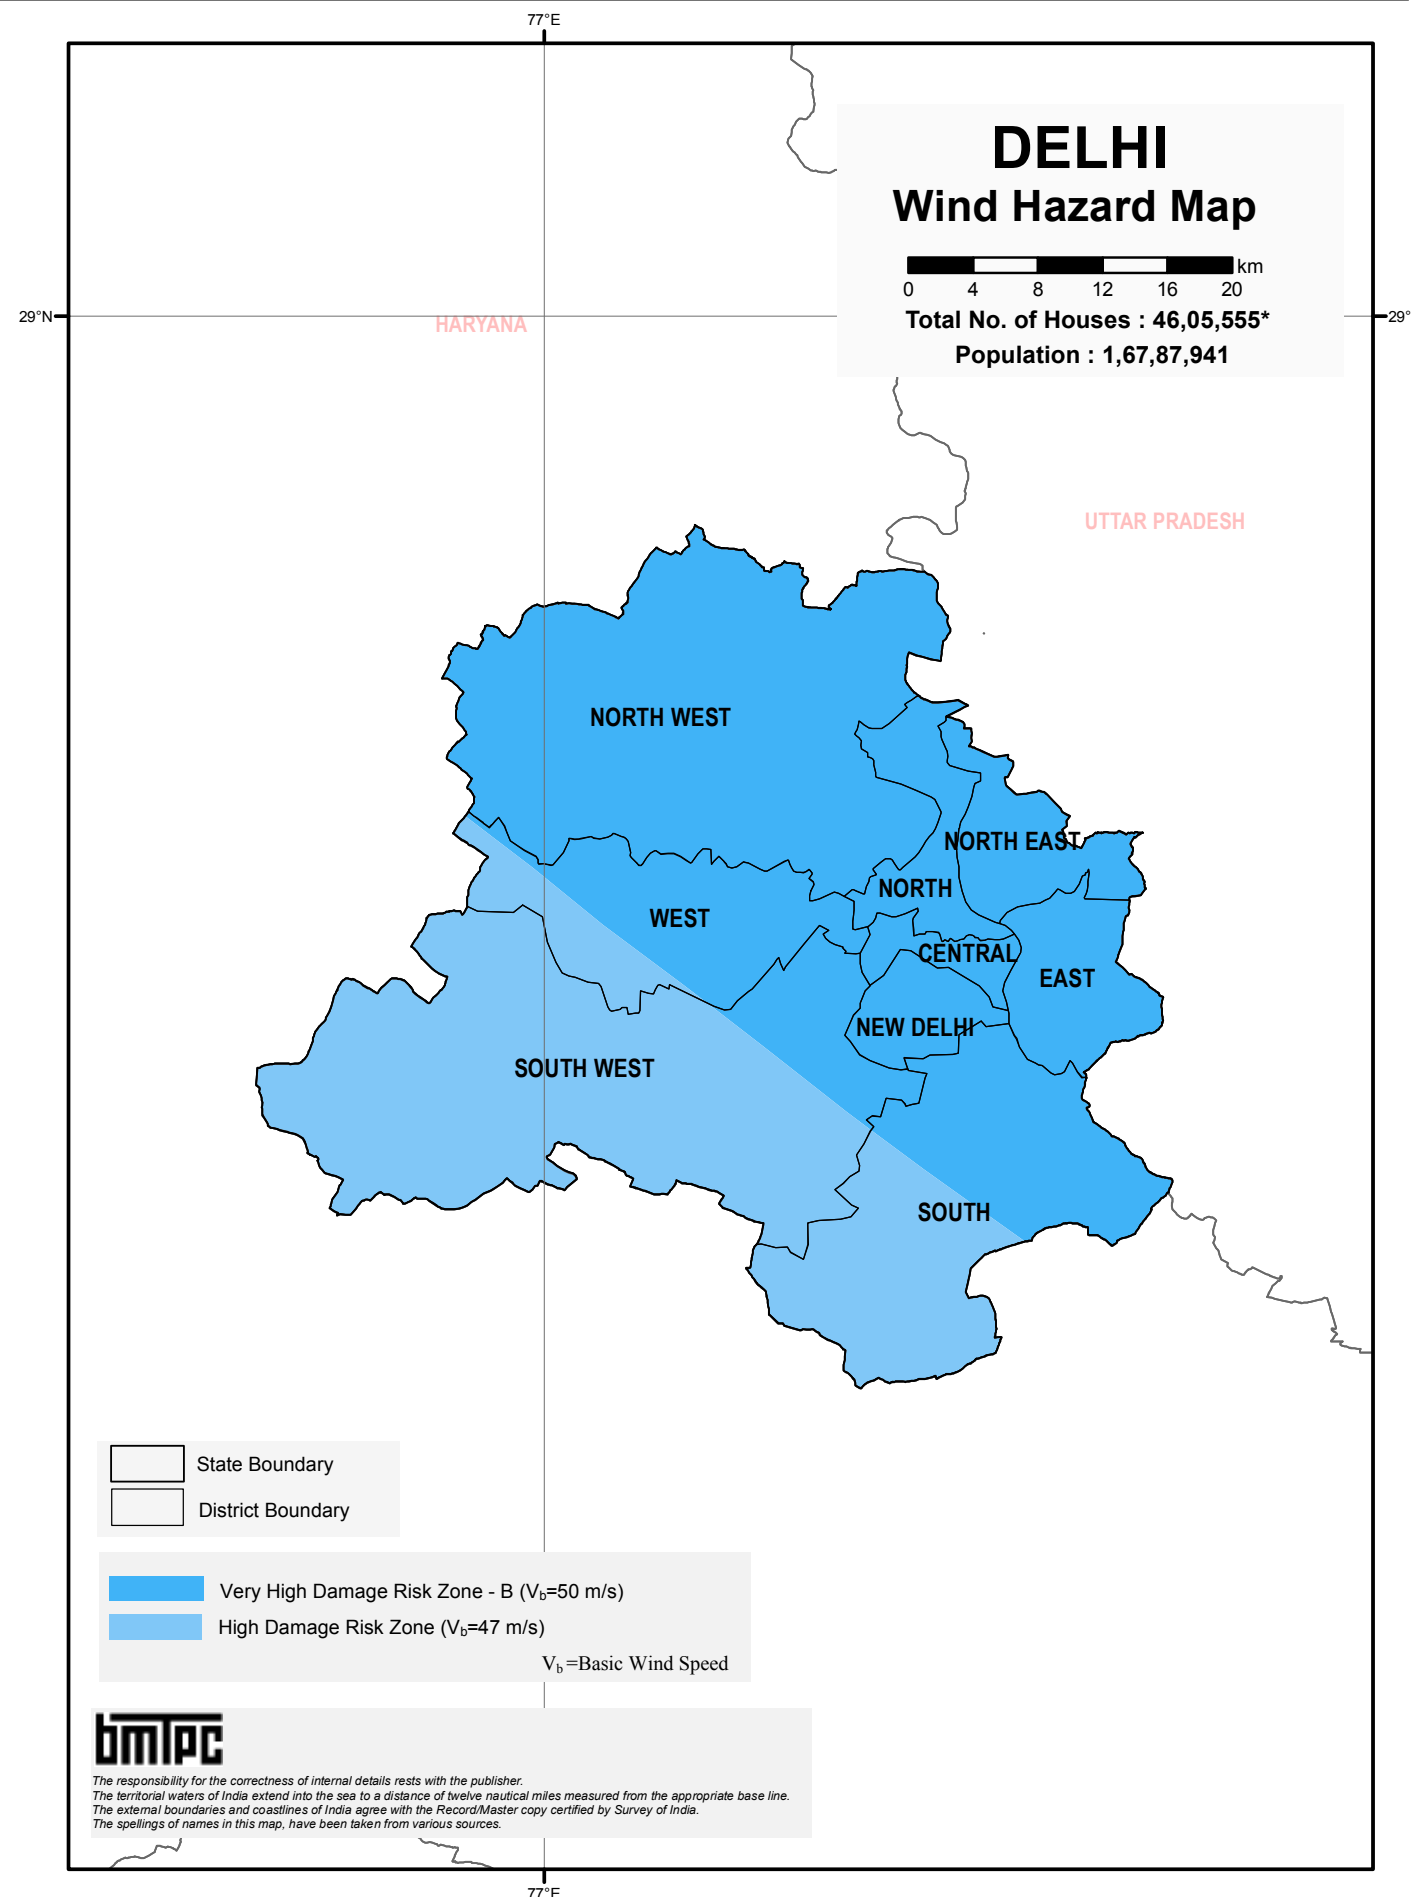 77°E
DELHI
Wind Hazard Map
km
0 4 8 12 16 20
Total No. of Houses : 46,05,555*
Population : 1,67,87,941
29°N
29°
HARYANA
UTTAR PRADESH
NORTH WEST
NORTH EAST
NORTH
WEST
CENTRAL
EAST
NEW DELHI
SOUTH WEST
SOUTH
State Boundary
District Boundary
Very High Damage Risk Zone - B (Vb=50 m/s)
High Damage Risk Zone (Vb=47 m/s)
Vb=Basic Wind Speed
bmTPC
The responsibility for the correctness of internal details rests with the publisher.
The territorial waters of India extend into the sea to a distance of twelve nautical miles measured from the appropriate base line.
The external boundaries and coastlines of India agree with the Record/Master copy certified by Survey of India.
The spellings of names in this map, have been taken from various sources.
77°E